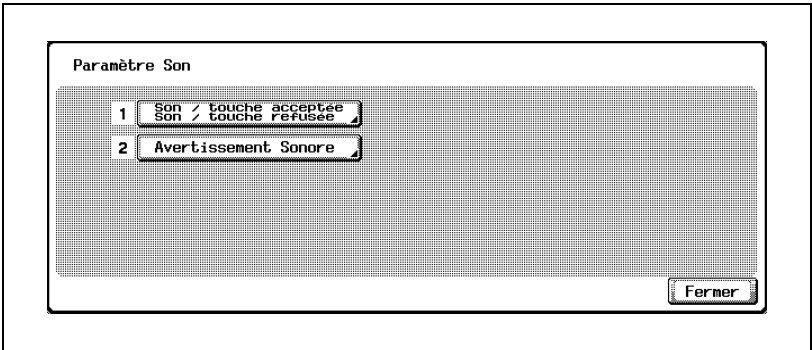 Paramètre Son
1 Son / touche acceptée
Son / touche refusée
2 Avertissement Sonore
Fermer